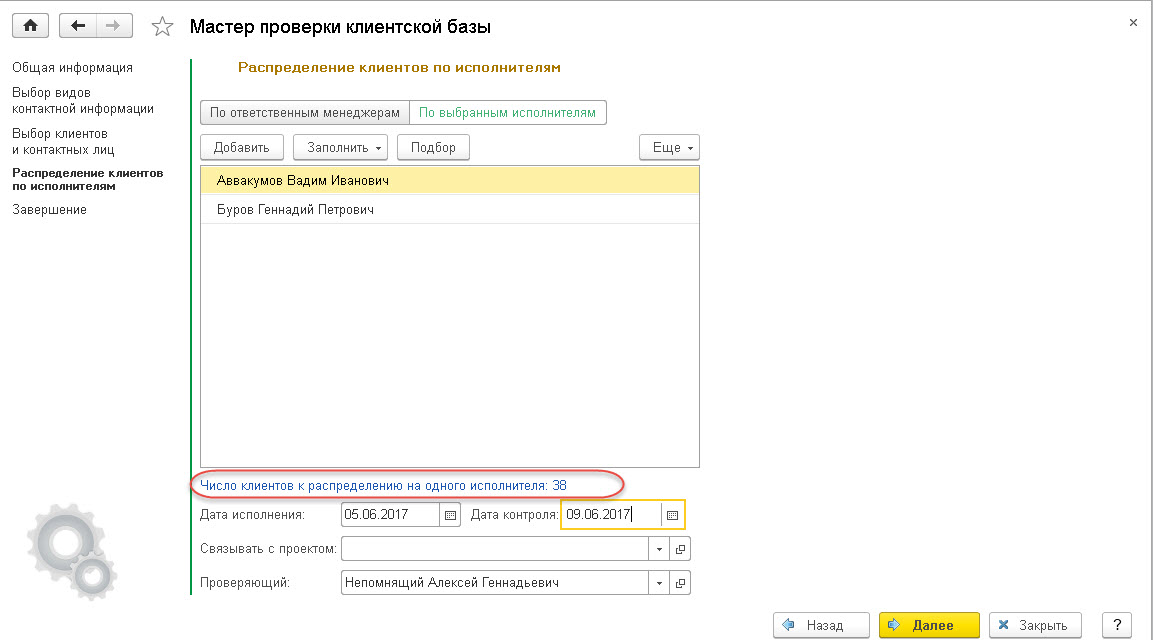 Мастер проверки клиентской базы
Общая информация
Выбор видов
контактной информации
Выбор клиентов
и контактных лиц
Распределение клиентов
по исполнителям
Завершение
Распределение клиентов по исполнителям
По ответственным менеджерам По выбранным исполнителям
Добавить Заполнить Подбор Еще
Аввакумов Вадим Иванович
Буров Геннадий Петрович
Число клиентов к распределению на одного исполнителя: 38
Дата исполнения: 05.06.2017 Дата контроля: 09.06.2017
Связывать с проектом:
Проверяющий: Непомнящий Алексей Геннадьевич
Назад Далее Закрыть ?